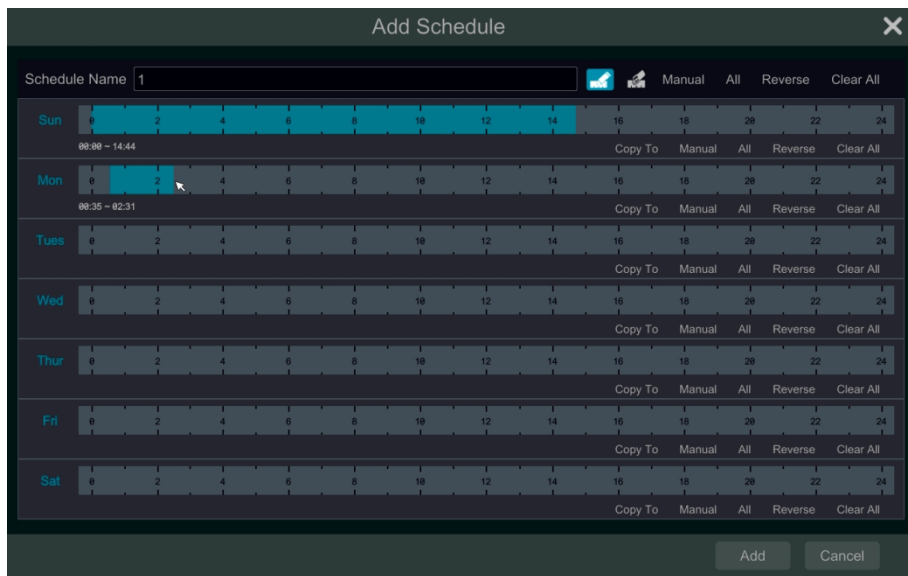 Add Schedule
Schedule Name 1 Manual All Reverse Clear All
Sun 0 2 4 6 8 10 12 14 16 18 20 22 24
00:00 ~ 14:44 Copy To Manual All Reverse Clear All
Mon 0 2 4 6 8 10 12 14 16 18 20 22 24
00:35 ~ 02:31 Copy To Manual All Reverse Clear All
Tues 0 2 4 6 8 10 12 14 16 18 20 22 24
Copy To Manual All Reverse Clear All
Wed 0 2 4 6 8 10 12 14 16 18 20 22 24
Copy To Manual All Reverse Clear All
Thur 0 2 4 6 8 10 12 14 16 18 20 22 24
Copy To Manual All Reverse Clear All
Fri 0 2 4 6 8 10 12 14 16 18 20 22 24
Copy To Manual All Reverse Clear All
Sat 0 2 4 6 8 10 12 14 16 18 20 22 24
Copy To Manual All Reverse Clear All
Add Cancel